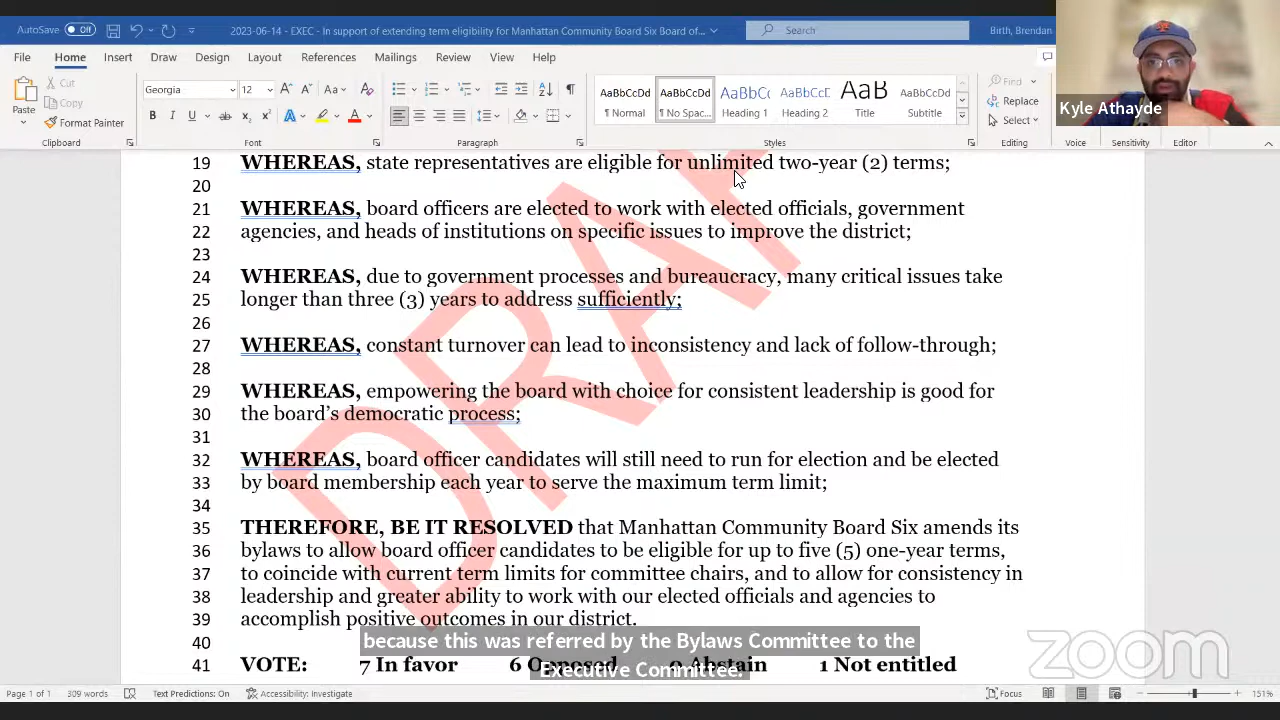 AutoSave Off 2023-06-14 - EXEC - In support of extending term eligibility for Manhattan Community Board Six Board of... Search Birth, Brendan
File Home Insert Draw Design Layout References Mailings Review View Help
Kyle Athayde
Paste Cut Copy Format Painter
Georgia 12
AaBbCcDd AaBbCcDd AaBbCc AaBbCcC AaB AaBbCcDd
¶ Normal ¶ No Spac... Heading 1 Heading 2 Title Subtitle
Find Replace Select
Clipboard Font Paragraph Styles Editing Voice Sensitivity Editor
DRAFT
19 WHEREAS, state representatives are eligible for unlimited two-year (2) terms;
20
21 WHEREAS, board officers are elected to work with elected officials, government
22 agencies, and heads of institutions on specific issues to improve the district;
23
24 WHEREAS, due to government processes and bureaucracy, many critical issues take
25 longer than three (3) years to address sufficiently;
26
27 WHEREAS, constant turnover can lead to inconsistency and lack of follow-through;
28
29 WHEREAS, empowering the board with choice for consistent leadership is good for
30 the board's democratic process;
31
32 WHEREAS, board officer candidates will still need to run for election and be elected
33 by board membership each year to serve the maximum term limit;
34
35 THEREFORE, BE IT RESOLVED that Manhattan Community Board Six amends its
36 bylaws to allow board officer candidates to be eligible for up to five (5) one-year terms,
37 to coincide with current term limits for committee chairs, and to allow for consistency in
38 leadership and greater ability to work with our elected officials and agencies to
39 accomplish positive outcomes in our district.
40
because this was referred by the Bylaws Committee to the
Executive Committee.
41 VOTE: 7 In favor 6 Opposed 0 Abstain 1 Not entitled
zoom
Page 1 of 1 309 words Text Predictions: On Accessibility: Investigate Focus 151%